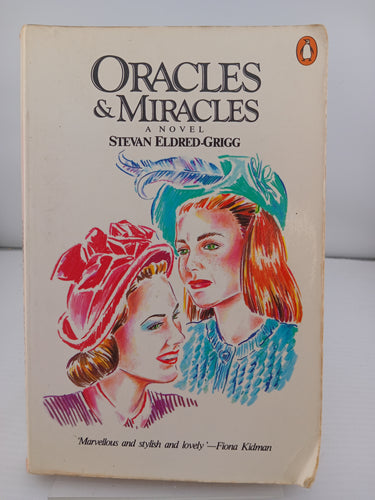 ORACLES
& MIRACLES
A NOVEL
STEVAN ELDRED-GRIGG
'Marvellous and stylish and lovely'—Fiona Kidman